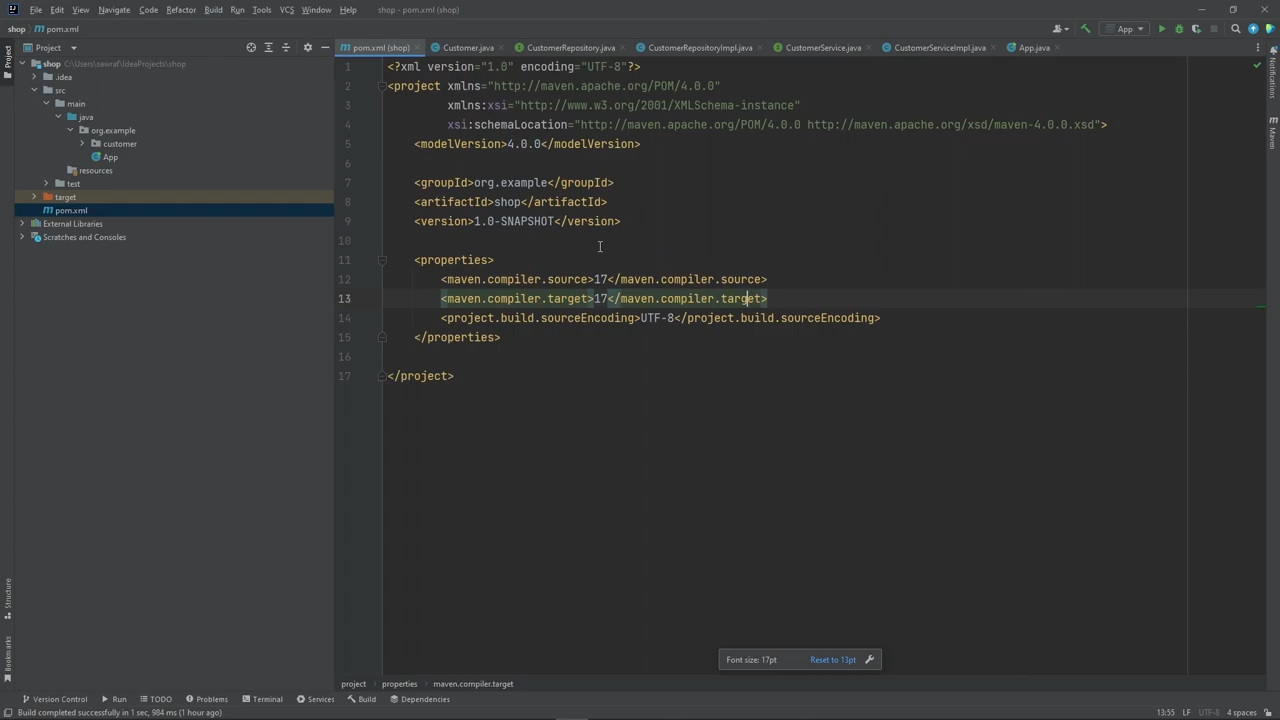 File Edit View Navigate Code Refactor Build Run Tools VCS Window Help shop - pom.xml (shop)
shop pom.xml App
Project
pom.xml (shop) Customer.java CustomerRepository.java CustomerRepositoryImpl.java CustomerService.java CustomerServiceImpl.java App.java
Project
shop C:\Users\sawraf\IdeaProjects\shop
.idea
src
main
java
org.example
customer
App
resources
test
target
pom.xml
External Libraries
Scratches and Consoles
1 <?xml version="1.0" encoding="UTF-8"?>
2 <project xmlns="http://maven.apache.org/POM/4.0.0"
3 xmlns:xsi="http://www.w3.org/2001/XMLSchema-instance"
4 xsi:schemaLocation="http://maven.apache.org/POM/4.0.0 http://maven.apache.org/xsd/maven-4.0.0.xsd">
5 <modelVersion>4.0.0</modelVersion>
6
7 <groupId>org.example</groupId>
8 <artifactId>shop</artifactId>
9 <version>1.0-SNAPSHOT</version>
10
11 <properties>
12 <maven.compiler.source>17</maven.compiler.source>
13 <maven.compiler.target>17</maven.compiler.target>
14 <project.build.sourceEncoding>UTF-8</project.build.sourceEncoding>
15 </properties>
16
17 </project>
Notifications
Maven
Structure
Bookmarks
Font size: 17pt Reset to 13pt
project properties maven.compiler.target
Version Control Run TODO Problems Terminal Services Build Dependencies
Build completed successfully in 1 sec, 984 ms (1 hour ago) 13:55 LF UTF-8 4 spaces